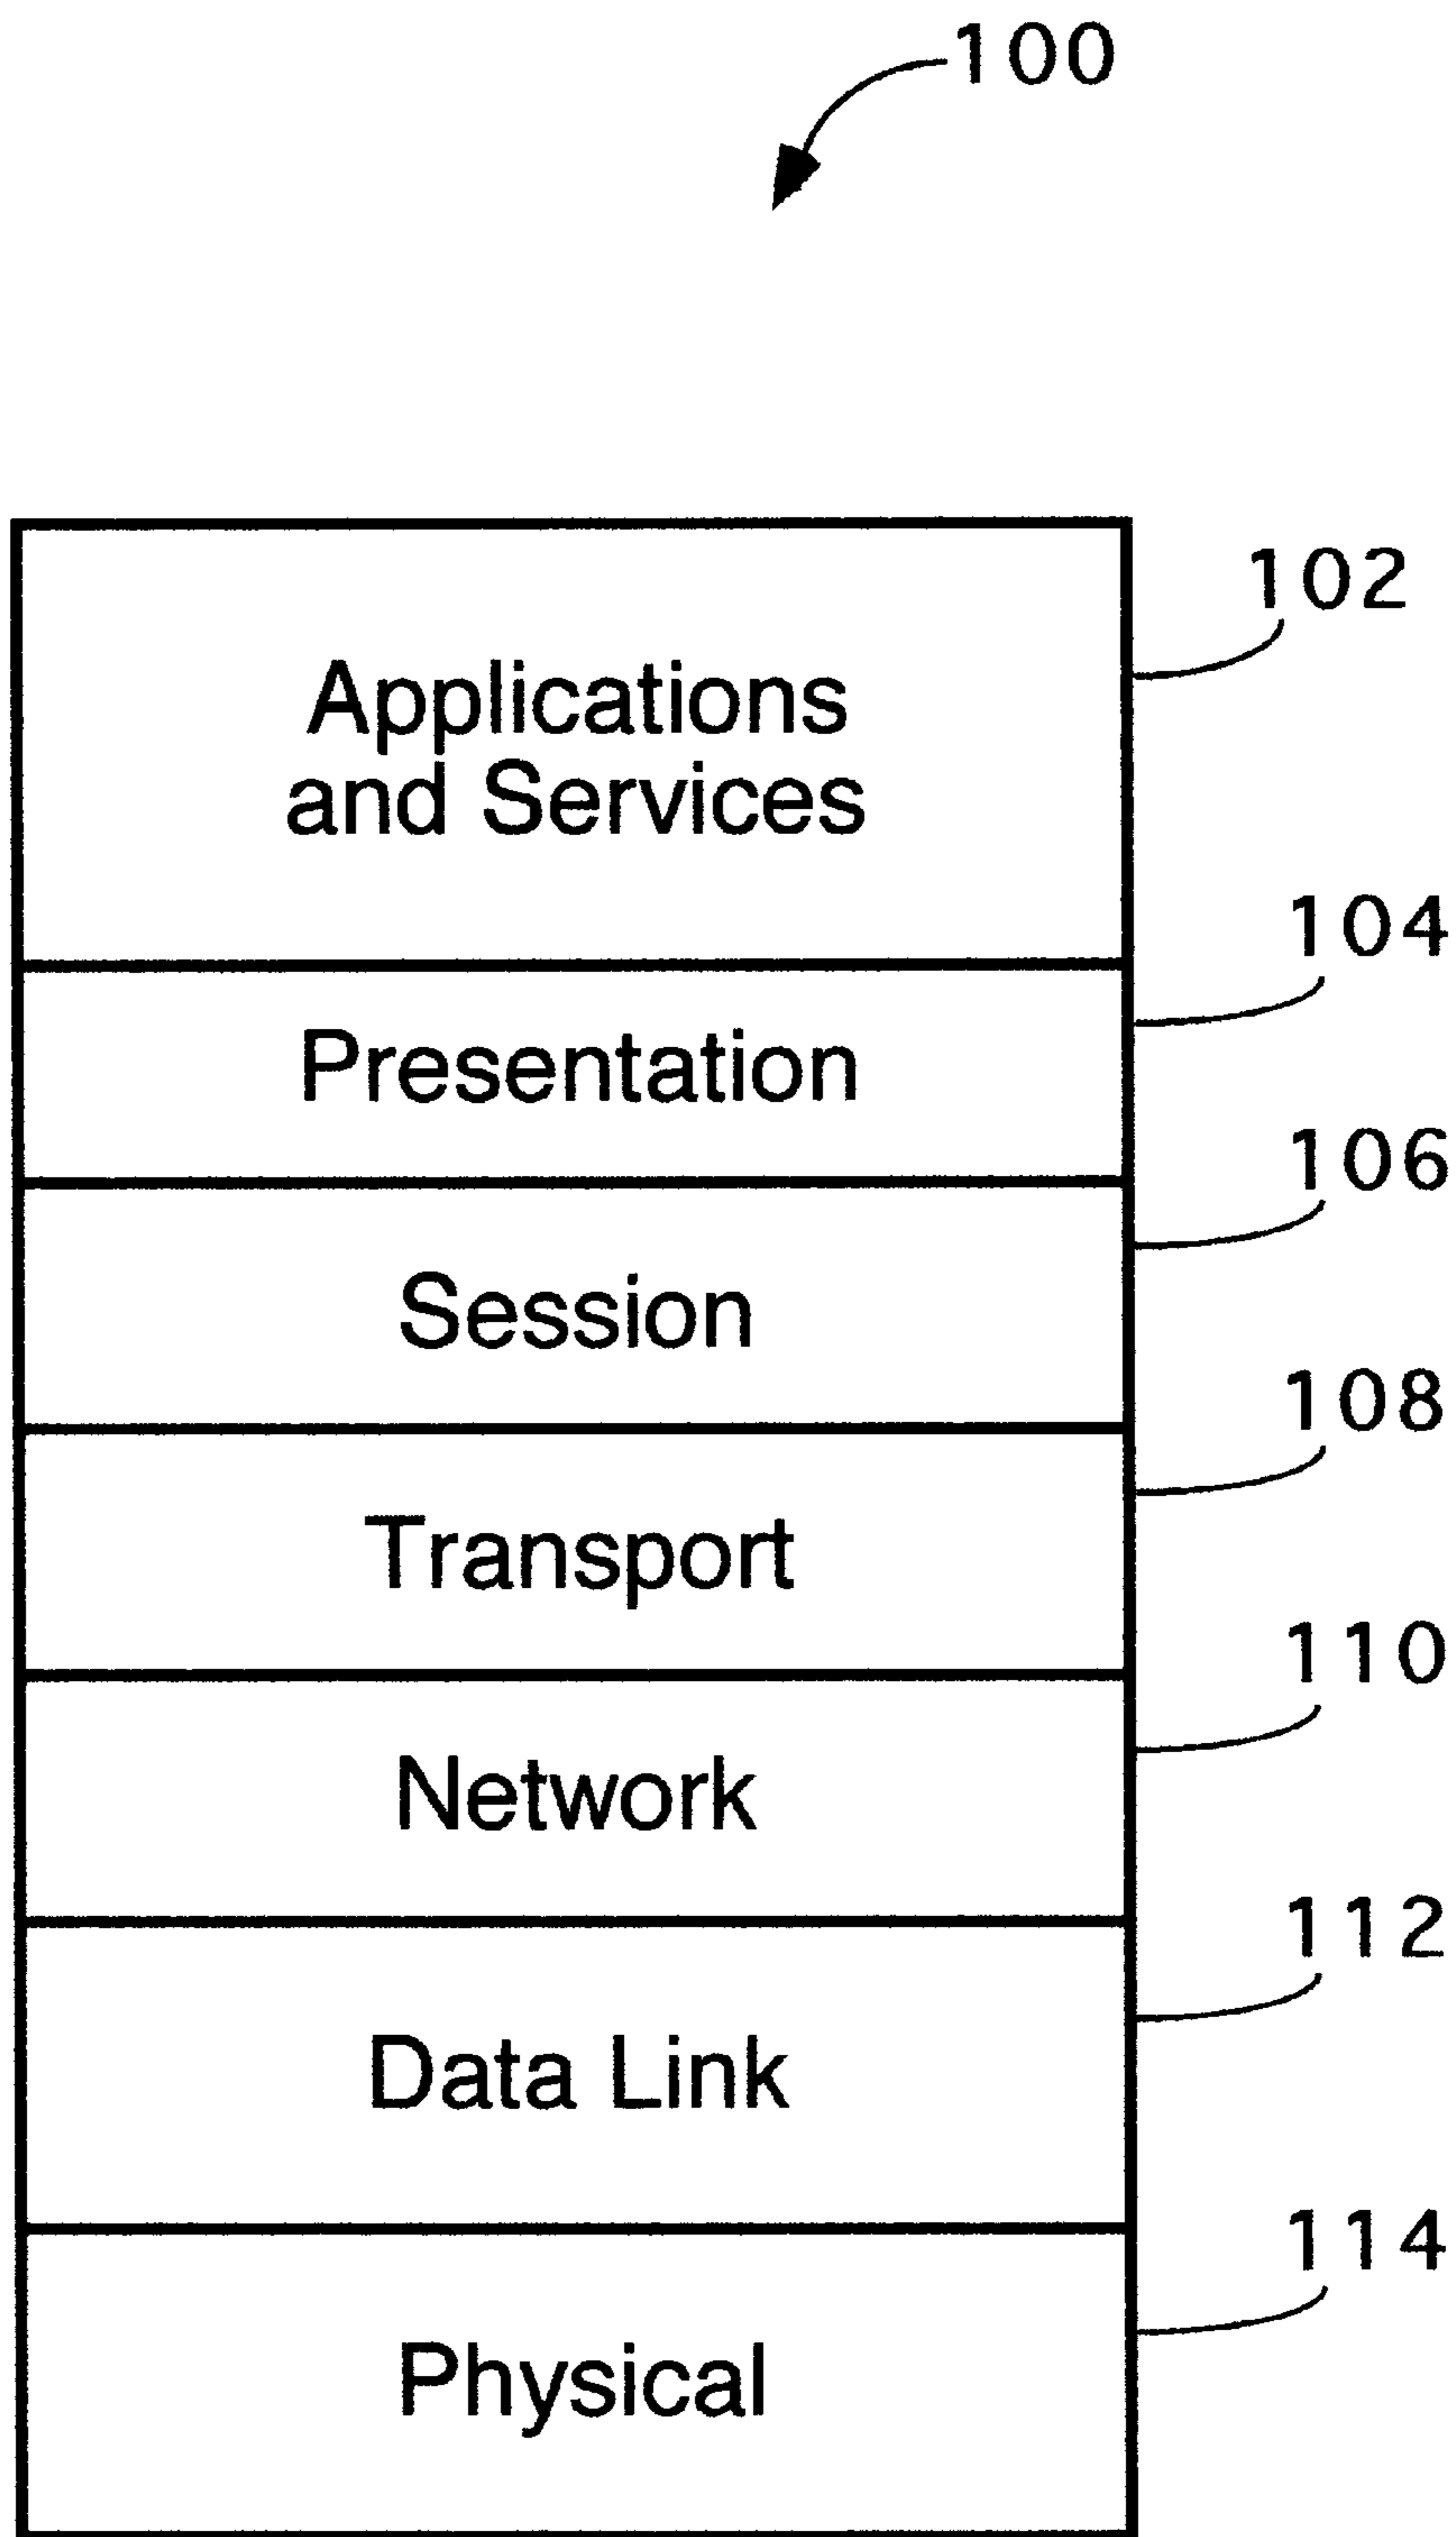 100
Applications
and Services
102
Presentation
104
Session
106
Transport
108
Network
110
Data Link
112
Physical
114